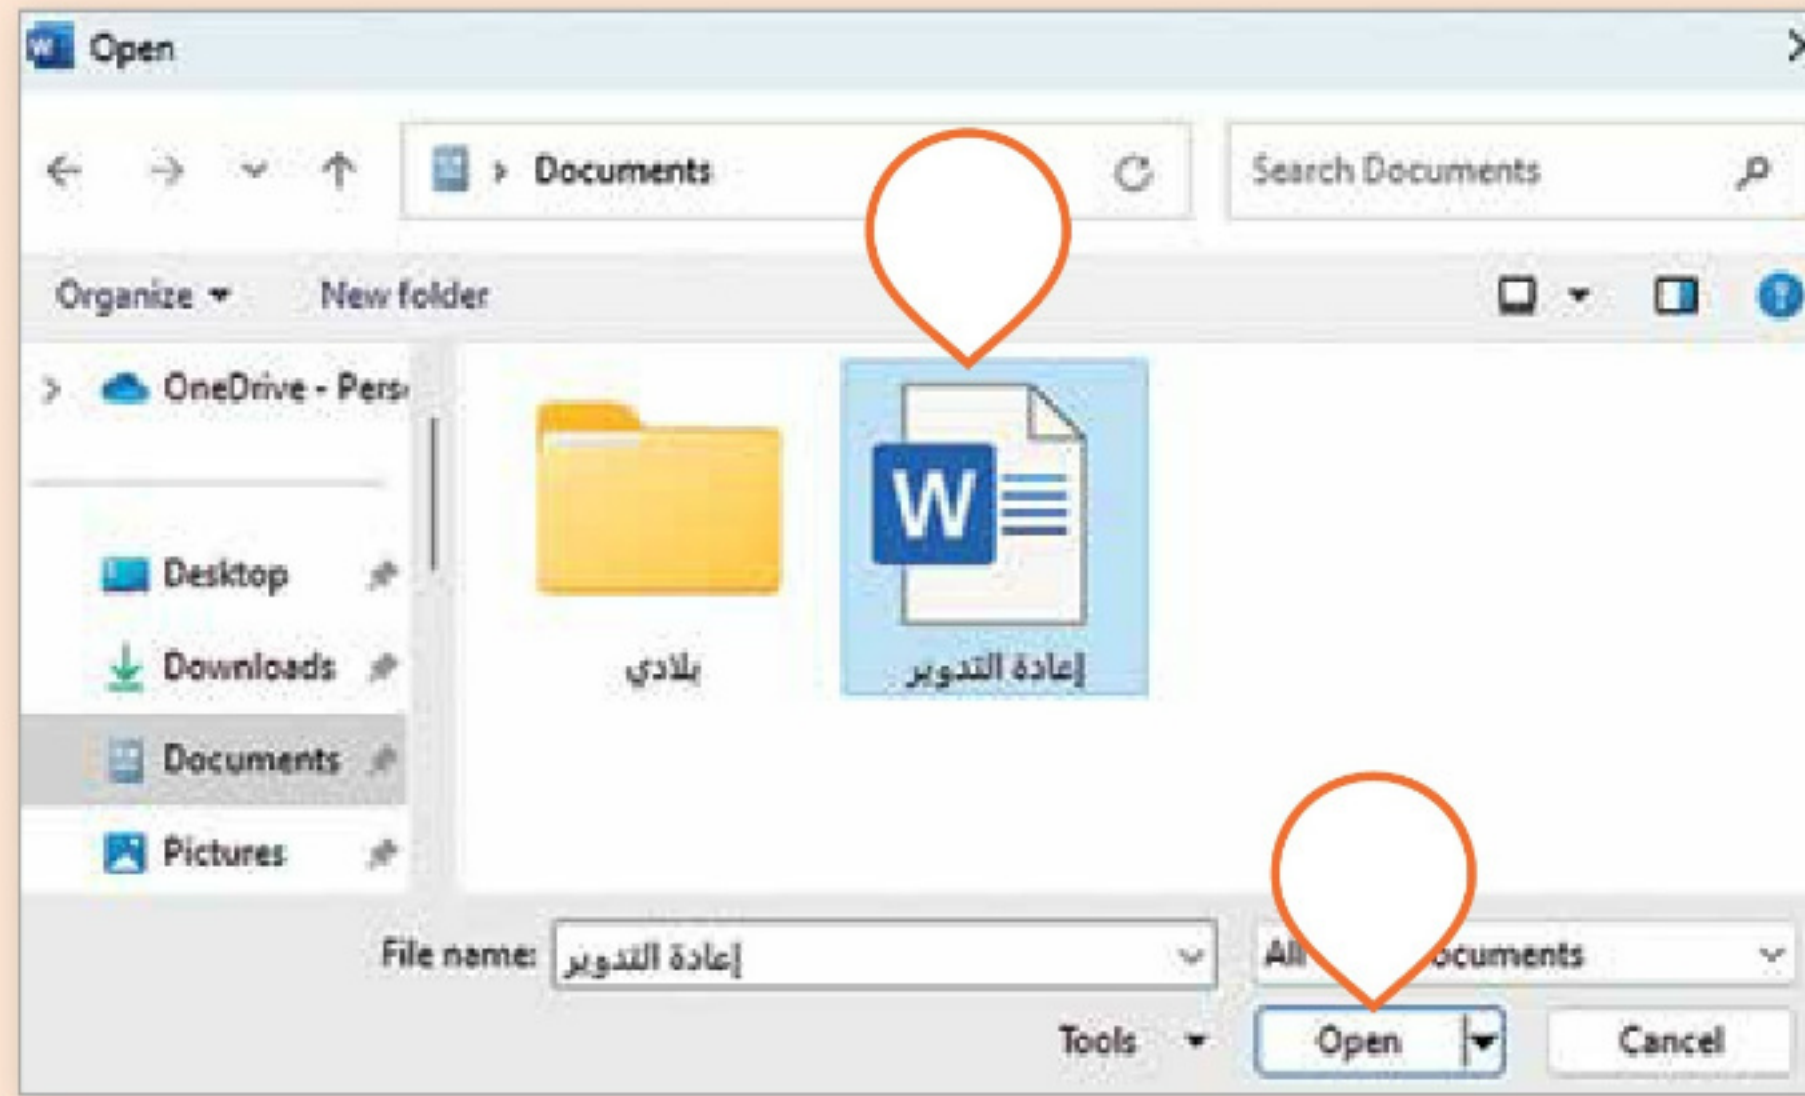 Open
Documents
Search Documents
Organize
New folder
OneDrive - Pers
Desktop
Downloads
Documents
Pictures
بلادي
إعادة التدوير
File name: إعادة التدوير
All ocuments
Tools
Open
Cancel